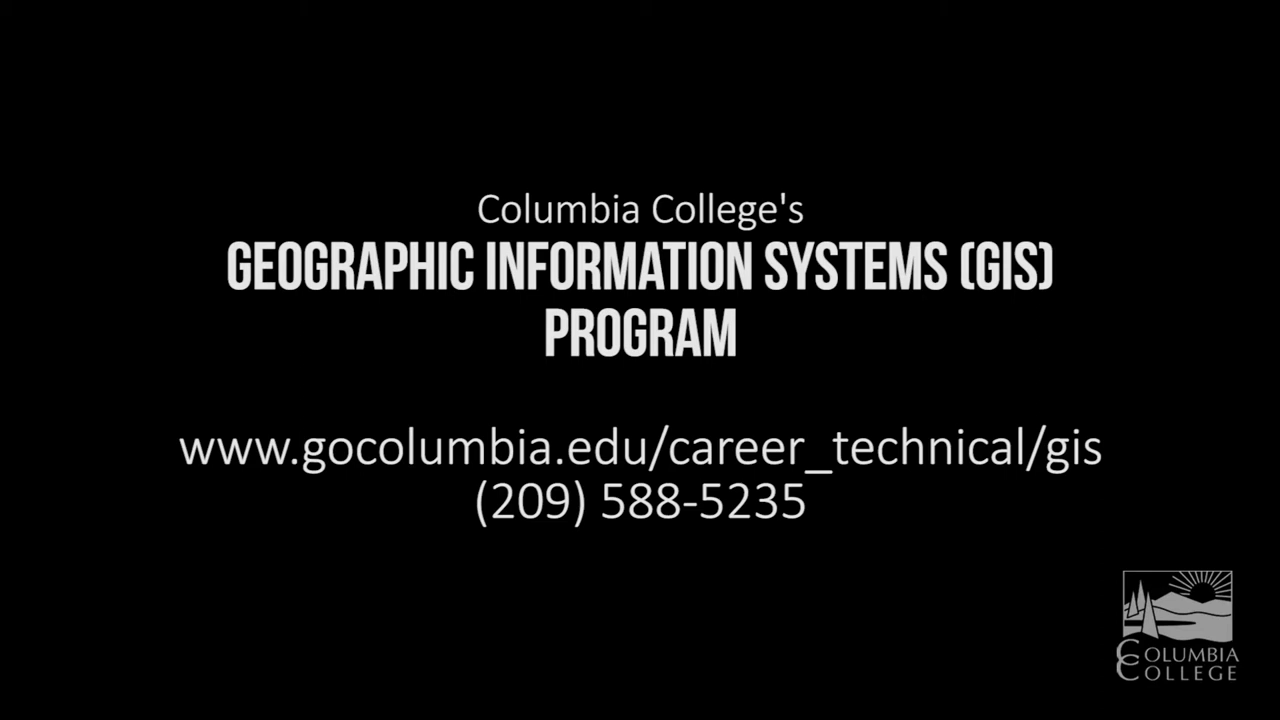 Columbia College's
GEOGRAPHIC INFORMATION SYSTEMS (GIS)
PROGRAM
www.gocolumbia.edu/career_technical/gis
(209) 588-5235
COLUMBIA
COLLEGE